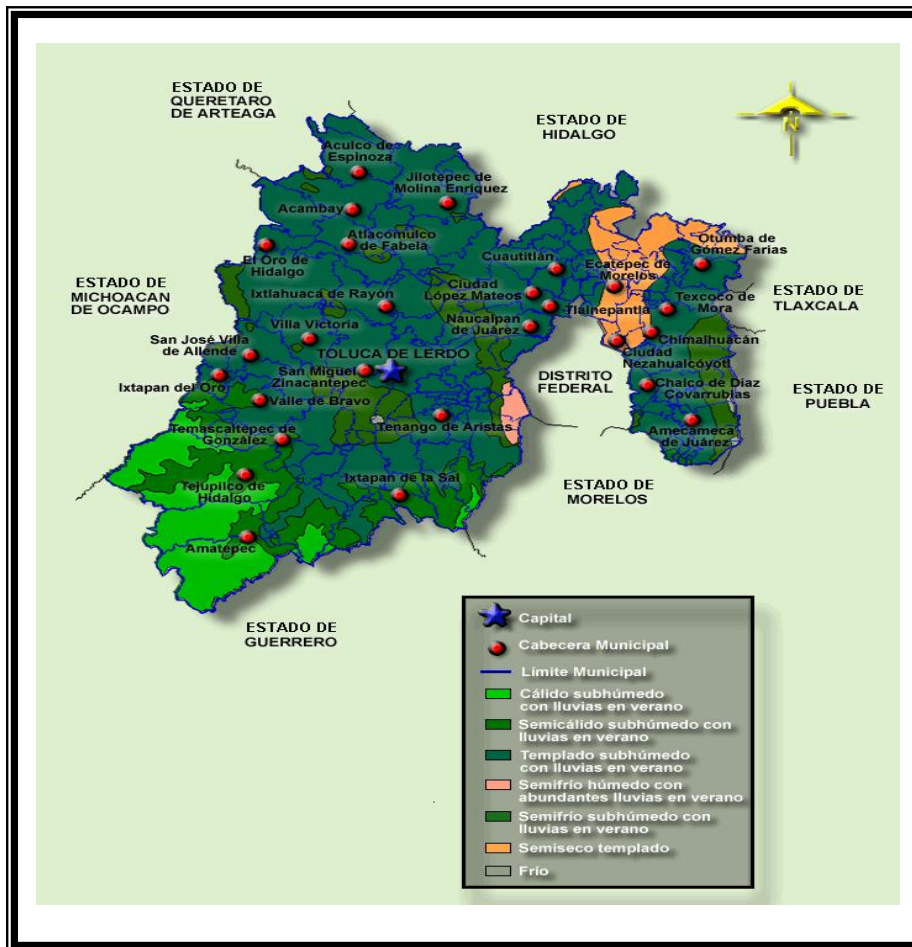 ESTADO DE
QUERETARO
DE ARTEAGA
ESTADO DE
HIDALGO
N
Aculco de
Espinoza
Jilotepec de
Molina Enríquez
Acambay
Atlacomulco
de Fabela
El Oro de
Hidalgo
Cuautitlán
Otumba de
Gómez Farías
Ecatepec de
Morelos
ESTADO DE
MICHOACAN
DE OCAMPO
Ixtlahuaca de Rayón
Ciudad
López Mateos
Tlalnepantla
Texcoco de
Mora
ESTADO DE
TLAXCALA
Villa Victoria
Naucalpan
de Juárez
Chimalhuacán
San José Villa
de Allende
TOLUCA DE LERDO
Ciudad
Nezahualcóyotl
Ixtapan del Oro
San Miguel
Zinacantepec
DISTRITO
FEDERAL
Chalco de Díaz
Covarrubias
ESTADO DE
PUEBLA
Valle de Bravo
Tenango de Aristas
Amecameca
de Juárez
Temascaltepec de
González
Tejupilco de
Hidalgo
Ixtapan de la Sal
ESTADO DE
MORELOS
Amatepec
ESTADO DE
GUERRERO
Capital
Cabecera Municipal
Límite Municipal
Cálido subhúmedo
con lluvias en verano
Semicálido subhúmedo con
lluvias en verano
Templado subhúmedo
con lluvias en verano
Semifrío húmedo con
abundantes lluvias en verano
Semifrío subhúmedo con
lluvias en verano
Semiseco templado
Frío